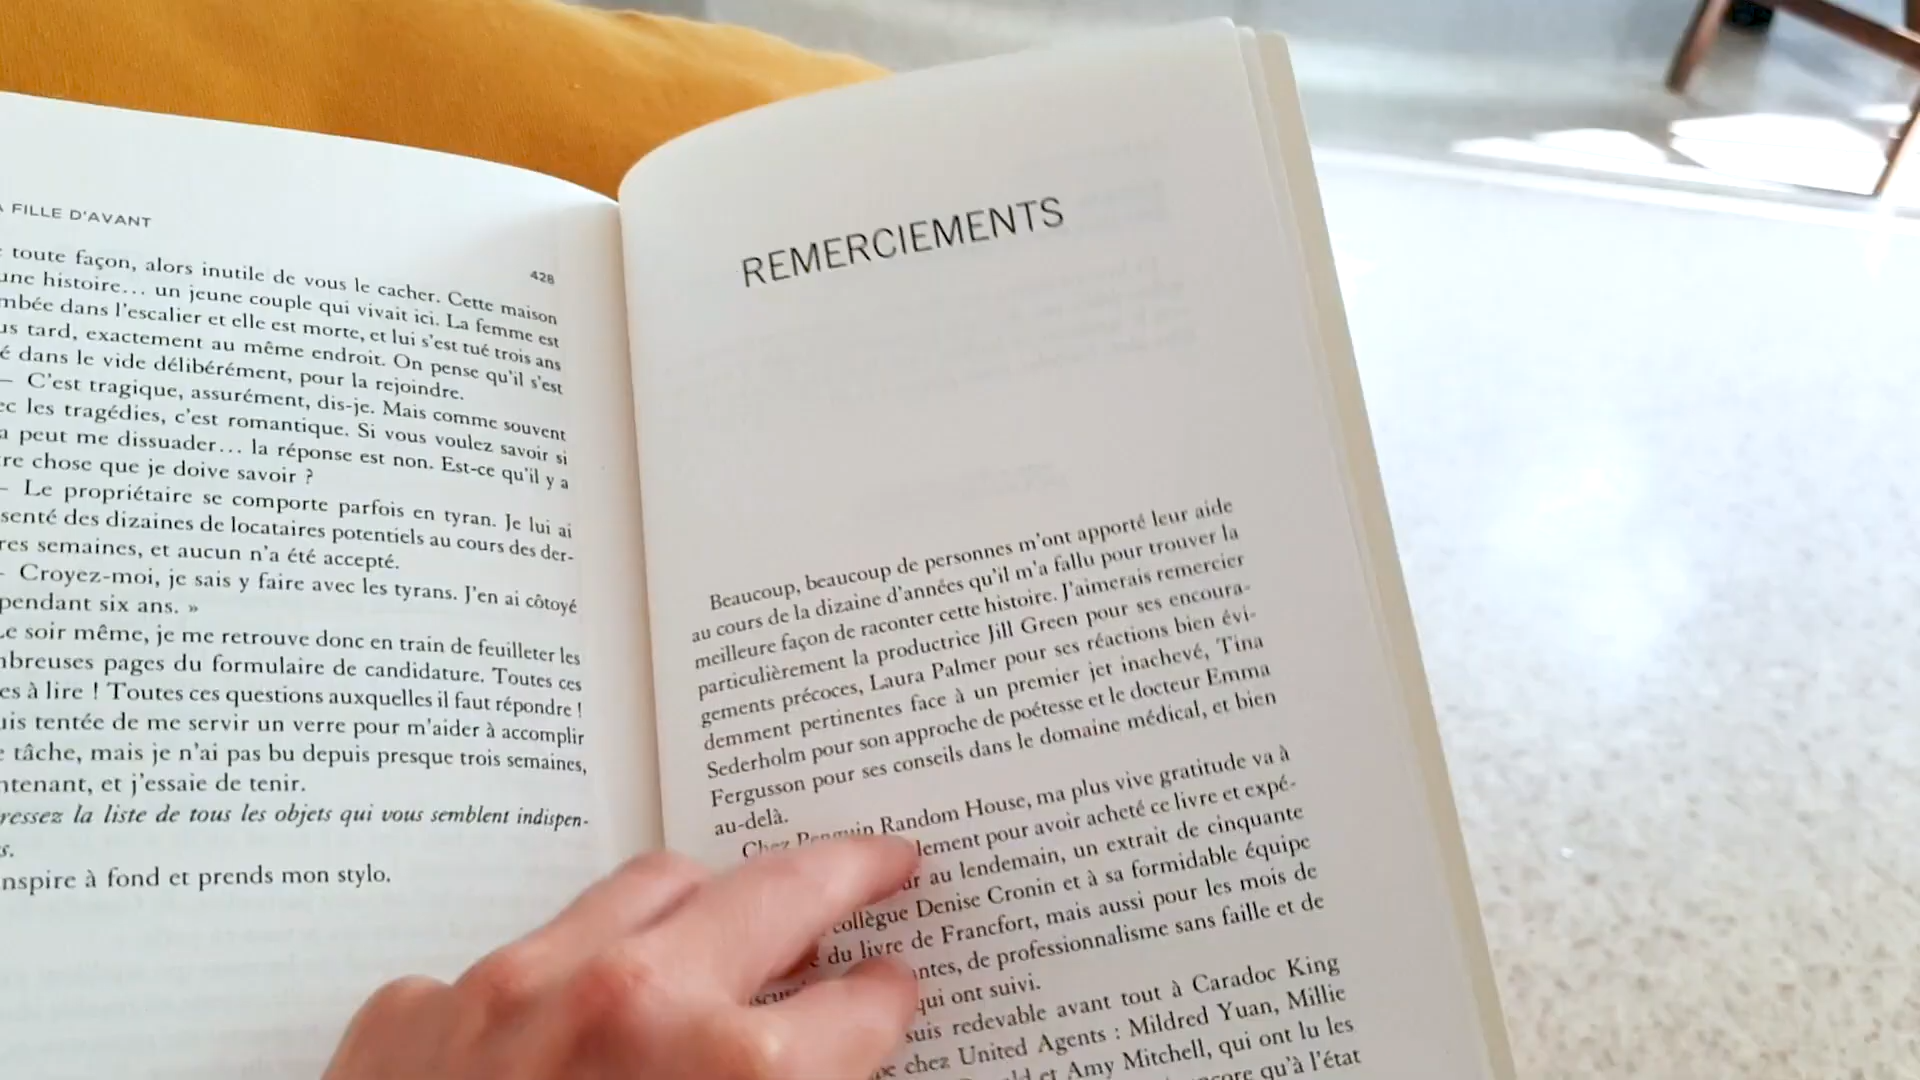 FILLE D'AVANT
428
toute façon, alors inutile de vous le cacher. Cette maison
une histoire... un jeune couple qui vivait ici. La femme est
mbée dans l'escalier et elle est morte, et lui s'est tué trois ans
us tard, exactement au même endroit. On pense qu'il s'est
é dans le vide délibérément, pour la rejoindre.
— C'est tragique, assurément, dis-je. Mais comme souvent
ec les tragédies, c'est romantique. Si vous voulez savoir si
a peut me dissuader... la réponse est non. Est-ce qu'il y a
re chose que je doive savoir ?
— Le propriétaire se comporte parfois en tyran. Je lui ai
senté des dizaines de locataires potentiels au cours des der-
res semaines, et aucun n'a été accepté.
— Croyez-moi, je sais y faire avec les tyrans. J'en ai côtoyé
pendant six ans. »
Le soir même, je me retrouve donc en train de feuilleter les
mbreuses pages du formulaire de candidature. Toutes ces
es à lire ! Toutes ces questions auxquelles il faut répondre !
uis tentée de me servir un verre pour m'aider à accomplir
e tâche, mais je n'ai pas bu depuis presque trois semaines,
ntenant, et j'essaie de tenir.
ressez la liste de tous les objets qui vous semblent indispen-
s.
nspire à fond et prends mon stylo.
REMERCIEMENTS
Beaucoup, beaucoup de personnes m'ont apporté leur aide
au cours de la dizaine d'années qu'il m'a fallu pour trouver la
meilleure façon de raconter cette histoire. J'aimerais remercier
particulièrement la productrice Jill Green pour ses encoura-
gements précoces, Laura Palmer pour ses réactions bien évi-
demment pertinentes face à un premier jet inachevé, Tina
Sederholm pour son approche de poétesse et le docteur Emma
Fergusson pour ses conseils dans le domaine médical, et bien
au-delà.
Chez Penguin Random House, ma plus vive gratitude va à
lement pour avoir acheté ce livre et expé-
ur au lendemain, un extrait de cinquante
collègue Denise Cronin et à sa formidable équipe
du livre de Francfort, mais aussi pour les mois de
antes, de professionnalisme sans faille et de
qui ont suivi.
suis redevable avant tout à Caradoc King
chez United Agents : Mildred Yuan, Millie
ld et Amy Mitchell, qui ont lu les
encore qu'à l'état